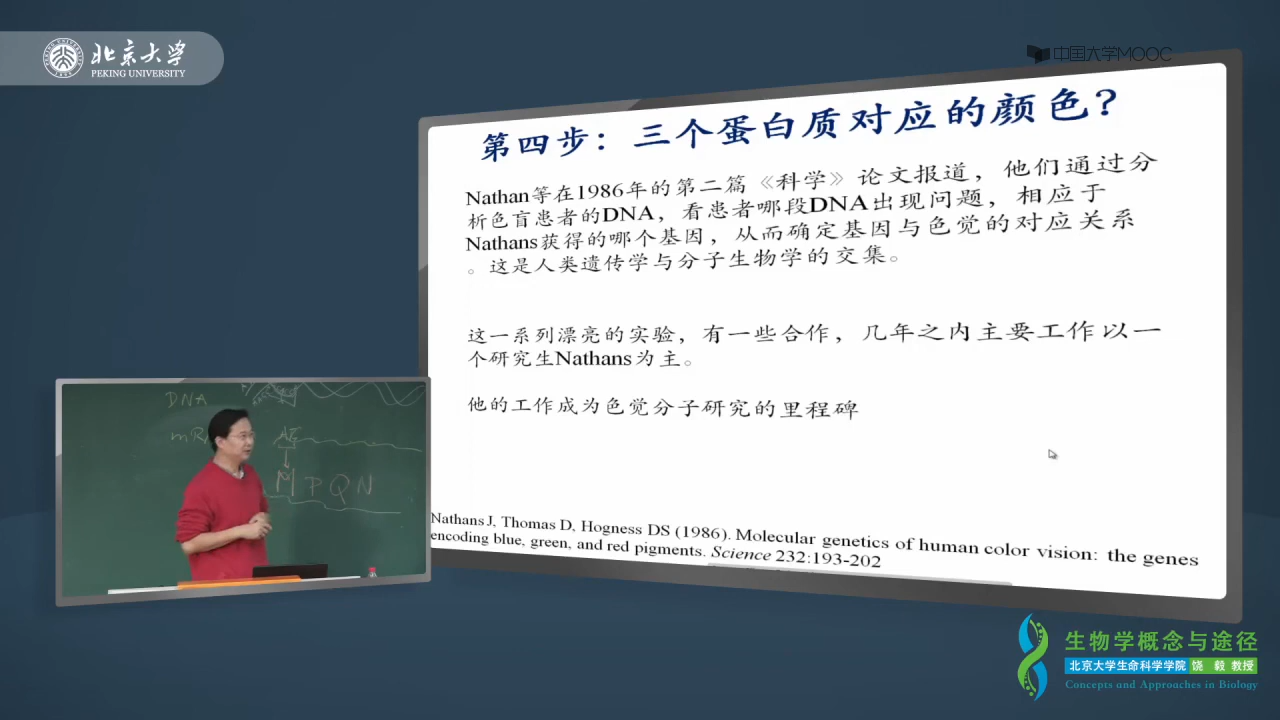 北京大学
PEKING UNIVERSITY
中国大学MOOC
第四步：三个蛋白质对应的颜色？
Nathan等在1986年的第二篇《科学》论文报道，他们通过分
析色盲患者的DNA，看患者哪段DNA出现问题，相应于
Nathans获得的哪个基因，从而确定基因与色觉的对应关系
。这是人类遗传学与分子生物学的交集。
这一系列漂亮的实验，有一些合作，几年之内主要工作以一
个研究生Nathans为主。
他的工作成为色觉分子研究的里程碑
Nathans J, Thomas D, Hogness DS (1986). Molecular genetics of human color vision: the genes
encoding blue, green, and red pigments. Science 232:193-202
DNA
M P Q N
生物学概念与途径
北京大学生命科学学院 饶 毅 教授
Concepts and Approaches in Biology